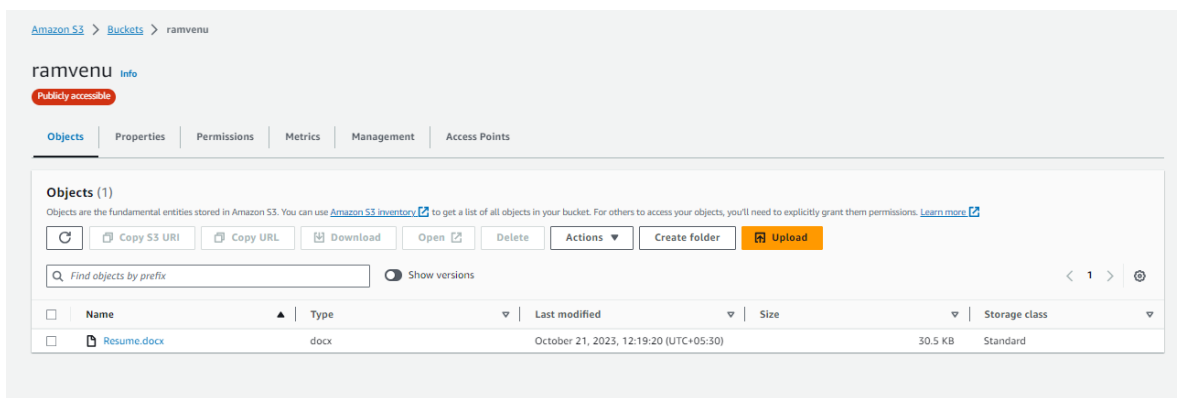 Amazon S3 > Buckets > ramvenu
ramvenu Info
Publicly accessible
Objects Properties Permissions Metrics Management Access Points
Objects (1)
Objects are the fundamental entities stored in Amazon S3. You can use Amazon S3 inventory to get a list of all objects in your bucket. For others to access your objects, you'll need to explicitly grant them permissions. Learn more
Copy S3 URI Copy URL Download Open Delete Actions Create folder Upload
Find objects by prefix Show versions < 1 >
Name Type Last modified Size Storage class
Resume.docx docx October 21, 2023, 12:19:20 (UTC+05:30) 30.5 KB Standard